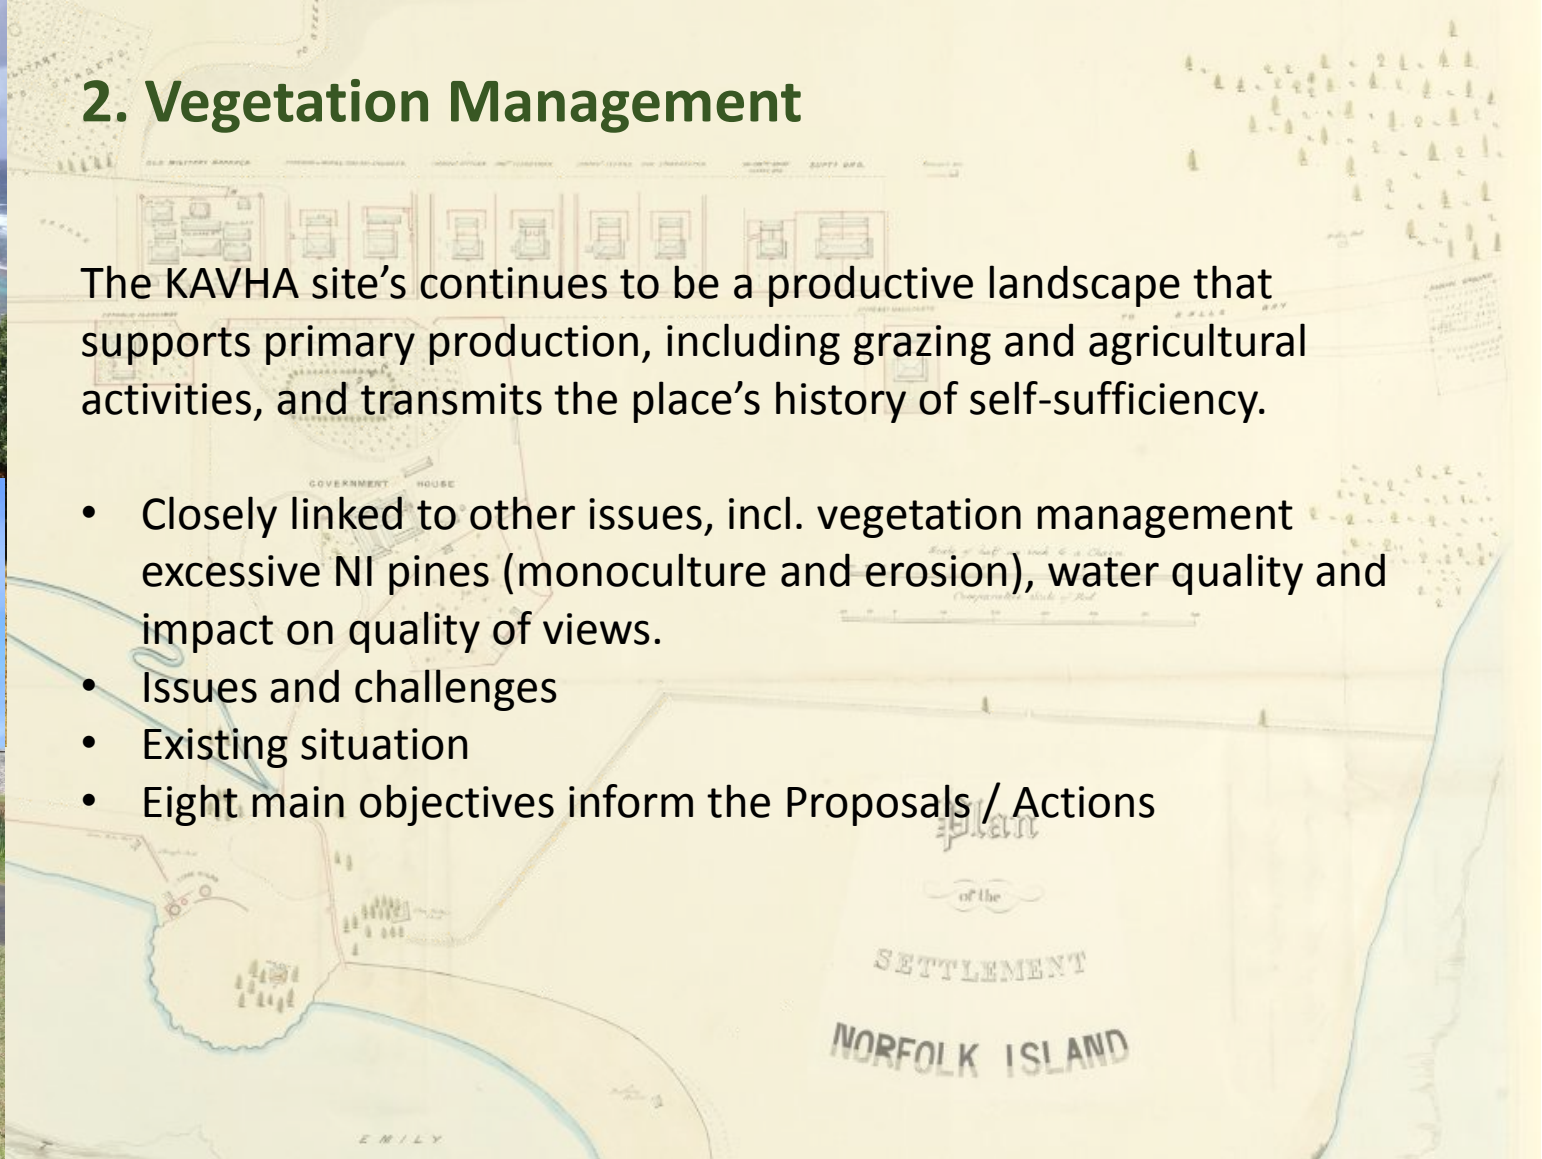 2. Vegetation Management
OLD MILITARY BARRACK
The KAVHA site's continues to be a productive landscape that
supports primary production, including grazing and agricultural
activities, and transmits the place's history of self-sufficiency.
GOVERNMENT HOUSE
• Closely linked to other issues, incl. vegetation management
excessive NI pines (monoculture and erosion), water quality and
impact on quality of views.
• Issues and challenges
• Existing situation
• Eight main objectives inform the Proposals / Actions
Plan
of the
SETTLEMENT
NORFOLK ISLAND
EMILY